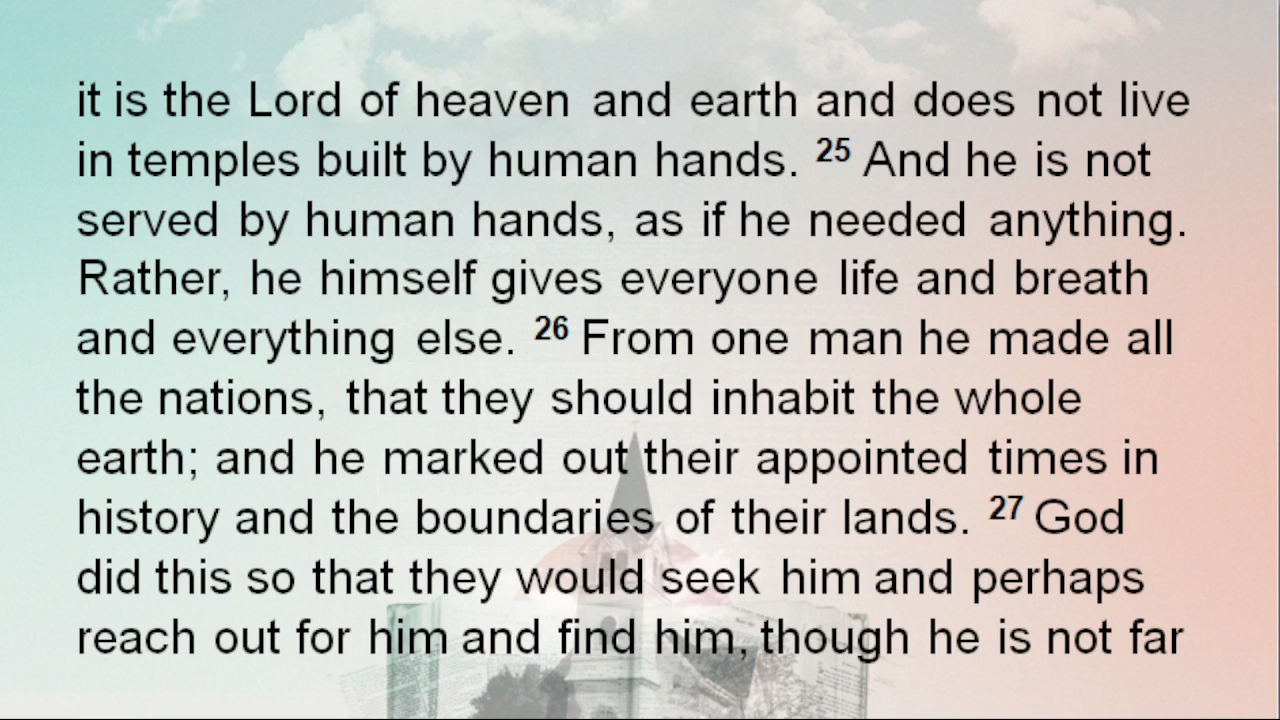 it is the Lord of heaven and earth and does not live
in temples built by human hands. 25 And he is not
served by human hands, as if he needed anything.
Rather, he himself gives everyone life and breath
and everything else. 26 From one man he made all
the nations, that they should inhabit the whole
earth; and he marked out their appointed times in
history and the boundaries of their lands. 27 God
did this so that they would seek him and perhaps
reach out for him and find him, though he is not far